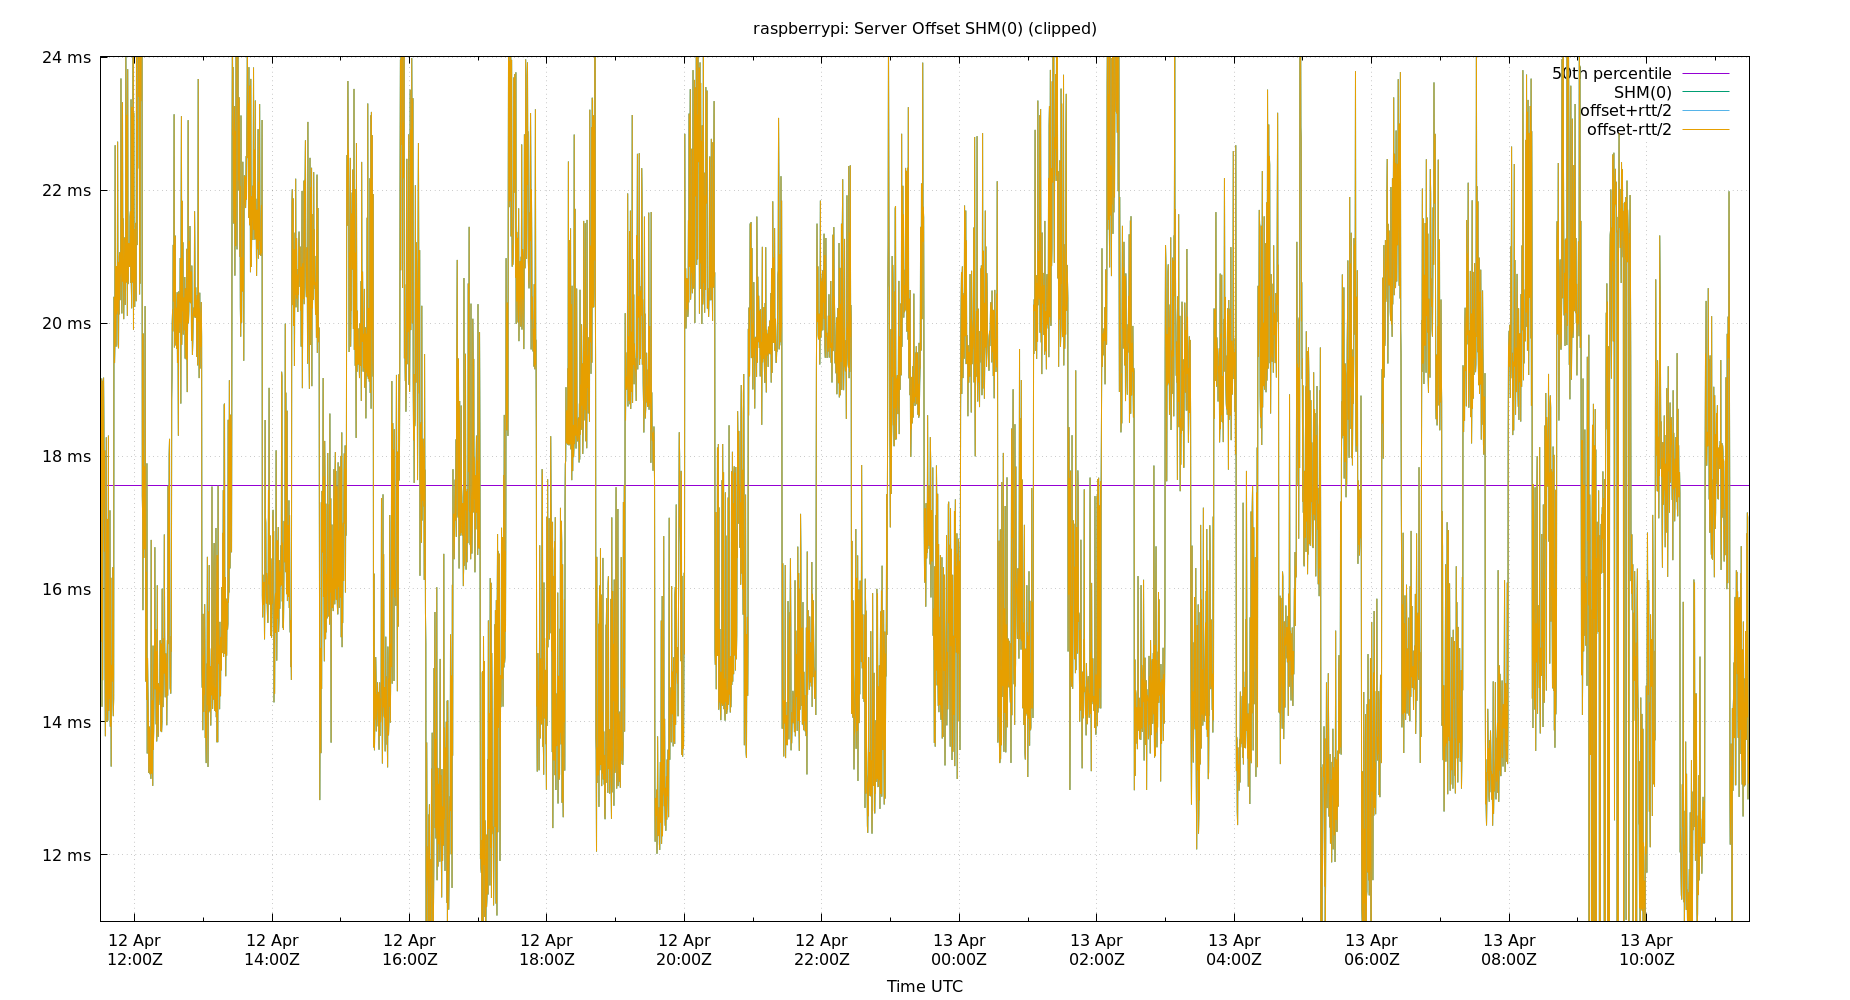 raspberrypi: Server Offset SHM(0) (clipped)
24 ms
22 ms
20 ms
18 ms
16 ms
14 ms
12 ms
50th percentile
SHM(0)
offset+rtt/2
offset-rtt/2
12 Apr 12 Apr 12 Apr 12 Apr 12 Apr 12 Apr 13 Apr 13 Apr 13 Apr 13 Apr 13 Apr 13 Apr
12:00Z 14:00Z 16:00Z 18:00Z 20:00Z 22:00Z 00:00Z 02:00Z 04:00Z 06:00Z 08:00Z 10:00Z
Time UTC